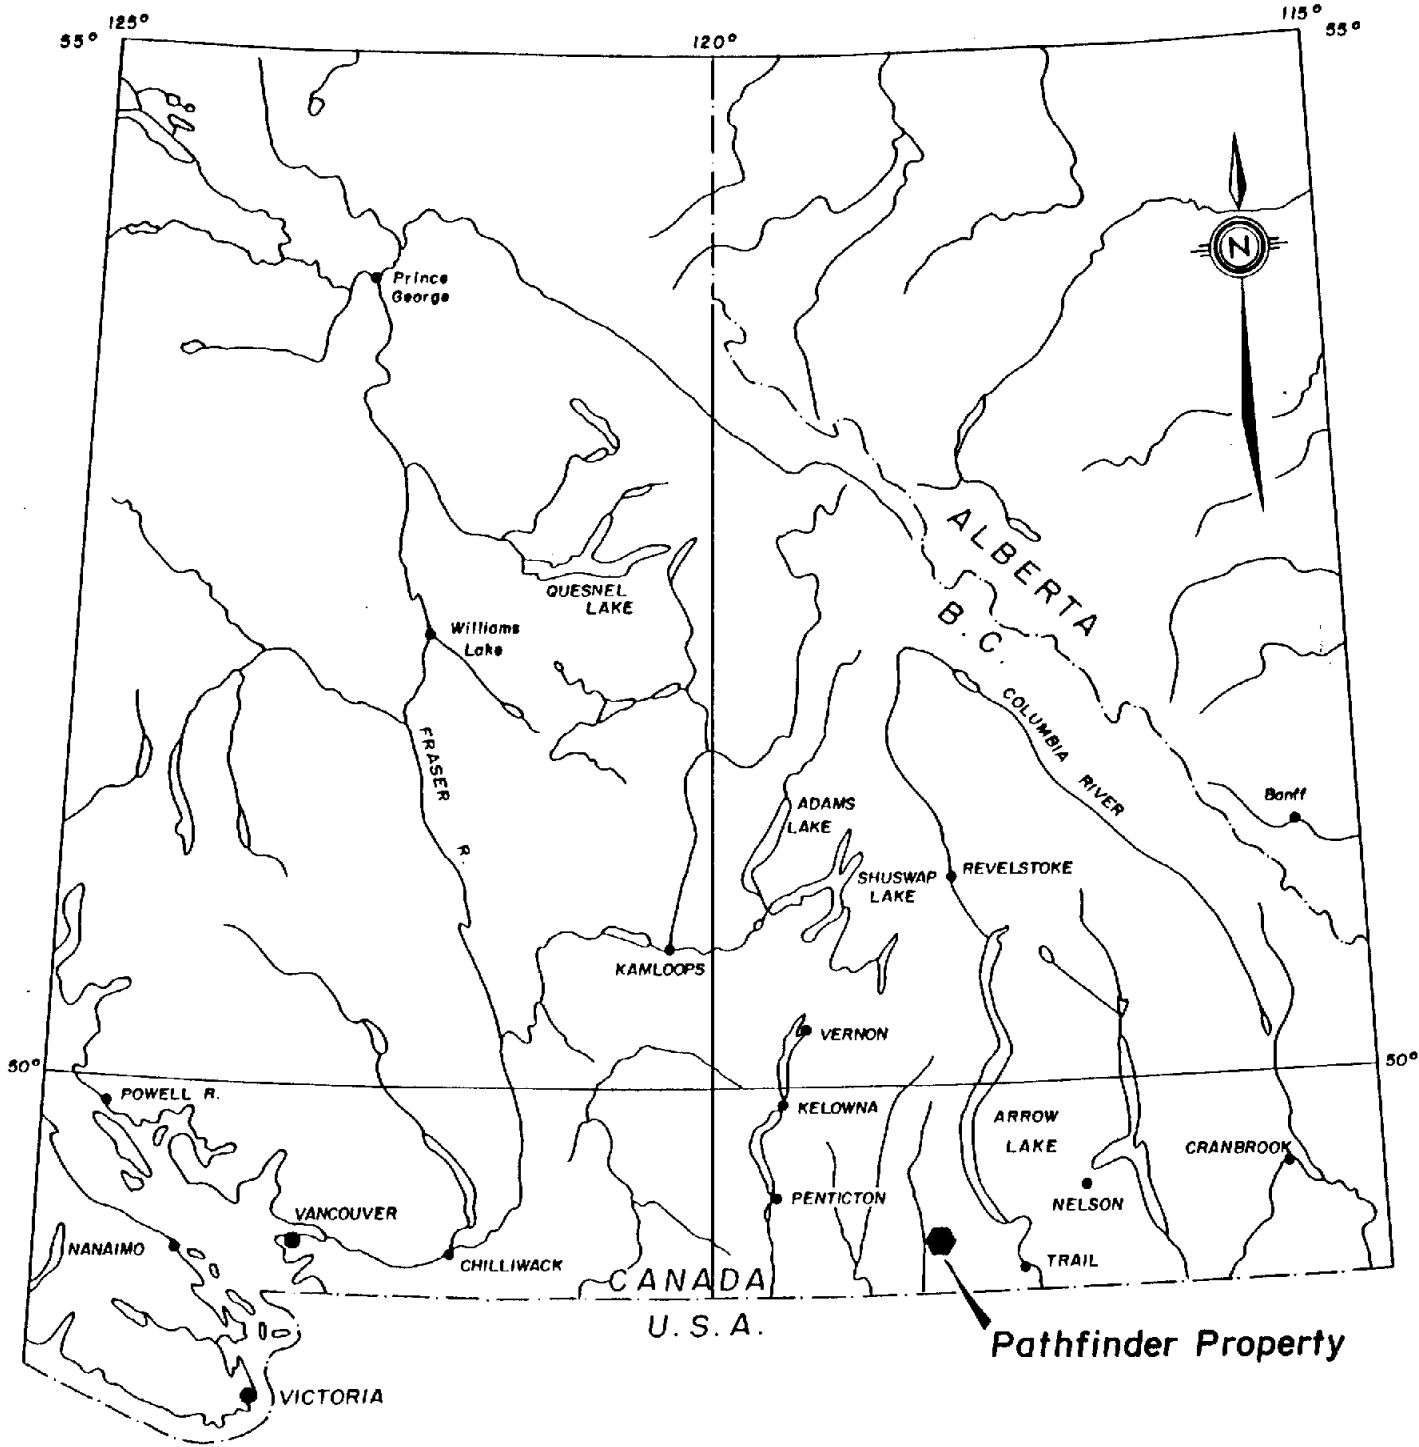 125°
115°
55°
120°
55°
N
Prince
George
ALBERTA
B.C.
QUESNEL
LAKE
Williams
Lake
COLUMBIA RIVER
FRASER R.
Banff
ADAMS
LAKE
SHUSWAP
LAKE
REVELSTOKE
KAMLOOPS
VERNON
50°
50°
POWELL R.
KELOWNA
ARROW
LAKE
CRANBROOK
PENTICTON
NELSON
VANCOUVER
NANAIMO
CHILLIWACK
TRAIL
CANADA
U.S.A.
Pathfinder Property
VICTORIA